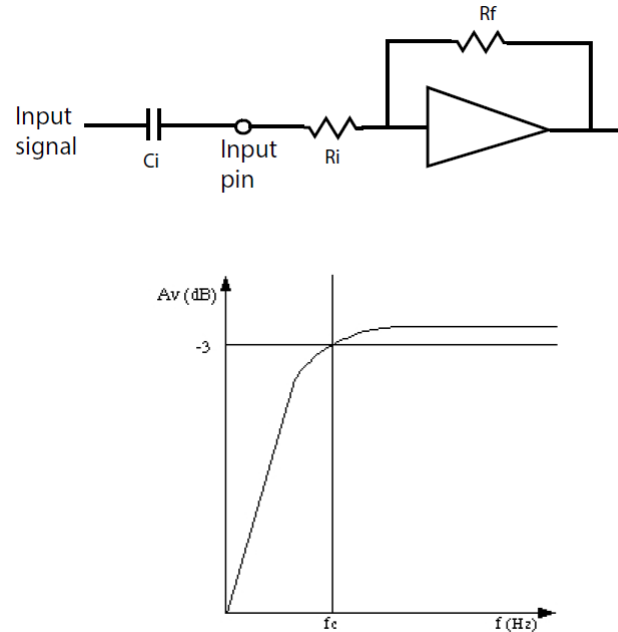 Rf
Input
signal
Ci
Input
pin
Ri
Av (dB)
-3
fc
f (Hz)